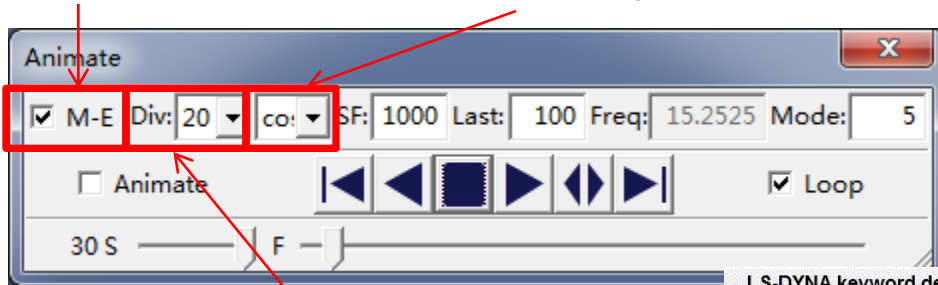 Animate
M-E Div: 20 co: SF: 1000 Last: 100 Freq: 15.2525 Mode: 5
Animate Loop
30 S F
LS-DYNA keyword de